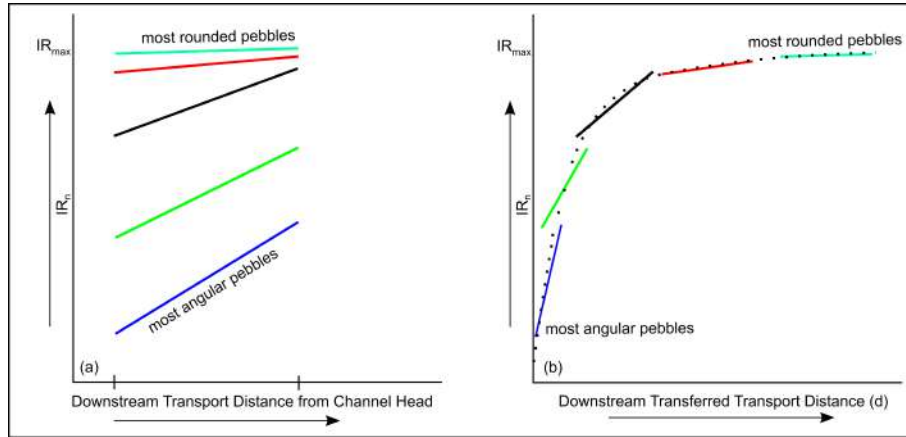 IRmax
most rounded pebbles
IRn
most angular pebbles
(a)
Downstream Transport Distance from Channel Head
IRmax
most rounded pebbles
IRn
most angular pebbles
(b)
Downstream Transferred Transport Distance (d)